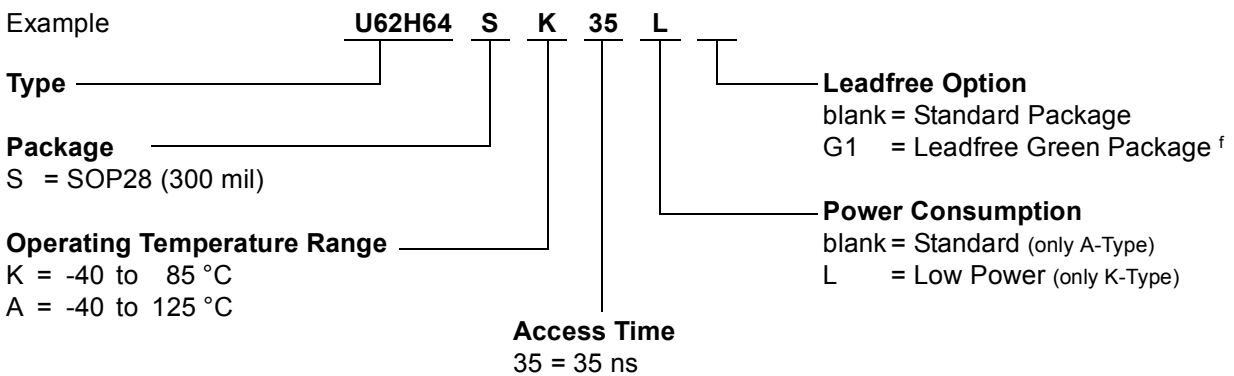 Example U62H64 S K 35 L
Type
Package
S = SOP28 (300 mil)
Operating Temperature Range
K = -40 to 85 °C
A = -40 to 125 °C
Access Time
35 = 35 ns
Leadfree Option
blank = Standard Package
G1 = Leadfree Green Package f
Power Consumption
blank = Standard (only A-Type)
L = Low Power (only K-Type)